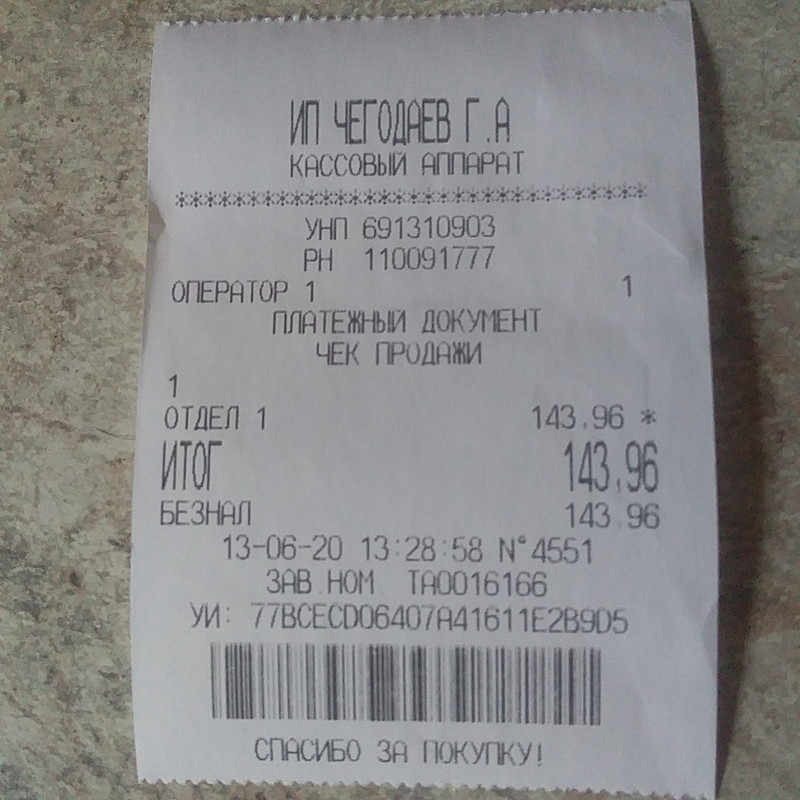 ИП ЧЕГОДАЕВ Г.А
КАССОВЫЙ АППАРАТ
****************************************
УНП 691310903
РН 110091777
ОПЕРАТОР 1 1
ПЛАТЕЖНЫЙ ДОКУМЕНТ
ЧЕК ПРОДАЖИ
1
ОТДЕЛ 1 143,96 *
ИТОГ 143,96
БЕЗНАЛ 143,96
13-06-20 13:28:58 N°4551
ЗАВ.НОМ TA0016166
УИ: 77BCECD06407A41611E2B9D5
СПАСИБО ЗА ПОКУПКУ!